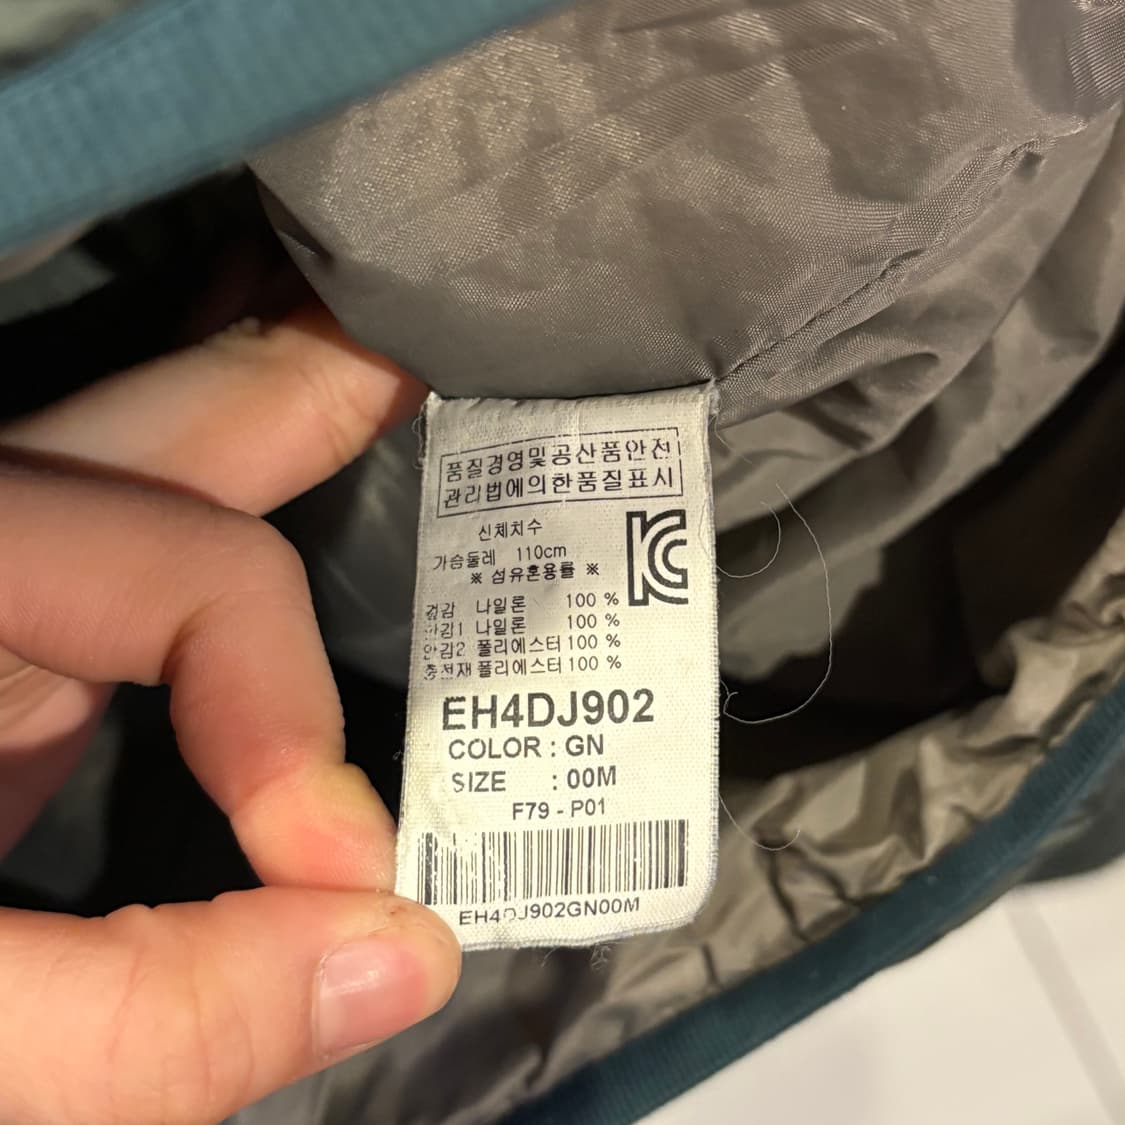 품질경영및공산품안전
관리법에의한품질표시
신체치수
가슴둘레 110cm
※ 섬유혼용률 ※
KC
겉감 나일론 100 %
안감1 나일론 100 %
안감2 폴리에스터 100 %
충전재 폴리에스터 100 %
EH4DJ902
COLOR : GN
SIZE : 00M
F79 - P01
EH4DJ902GN00M